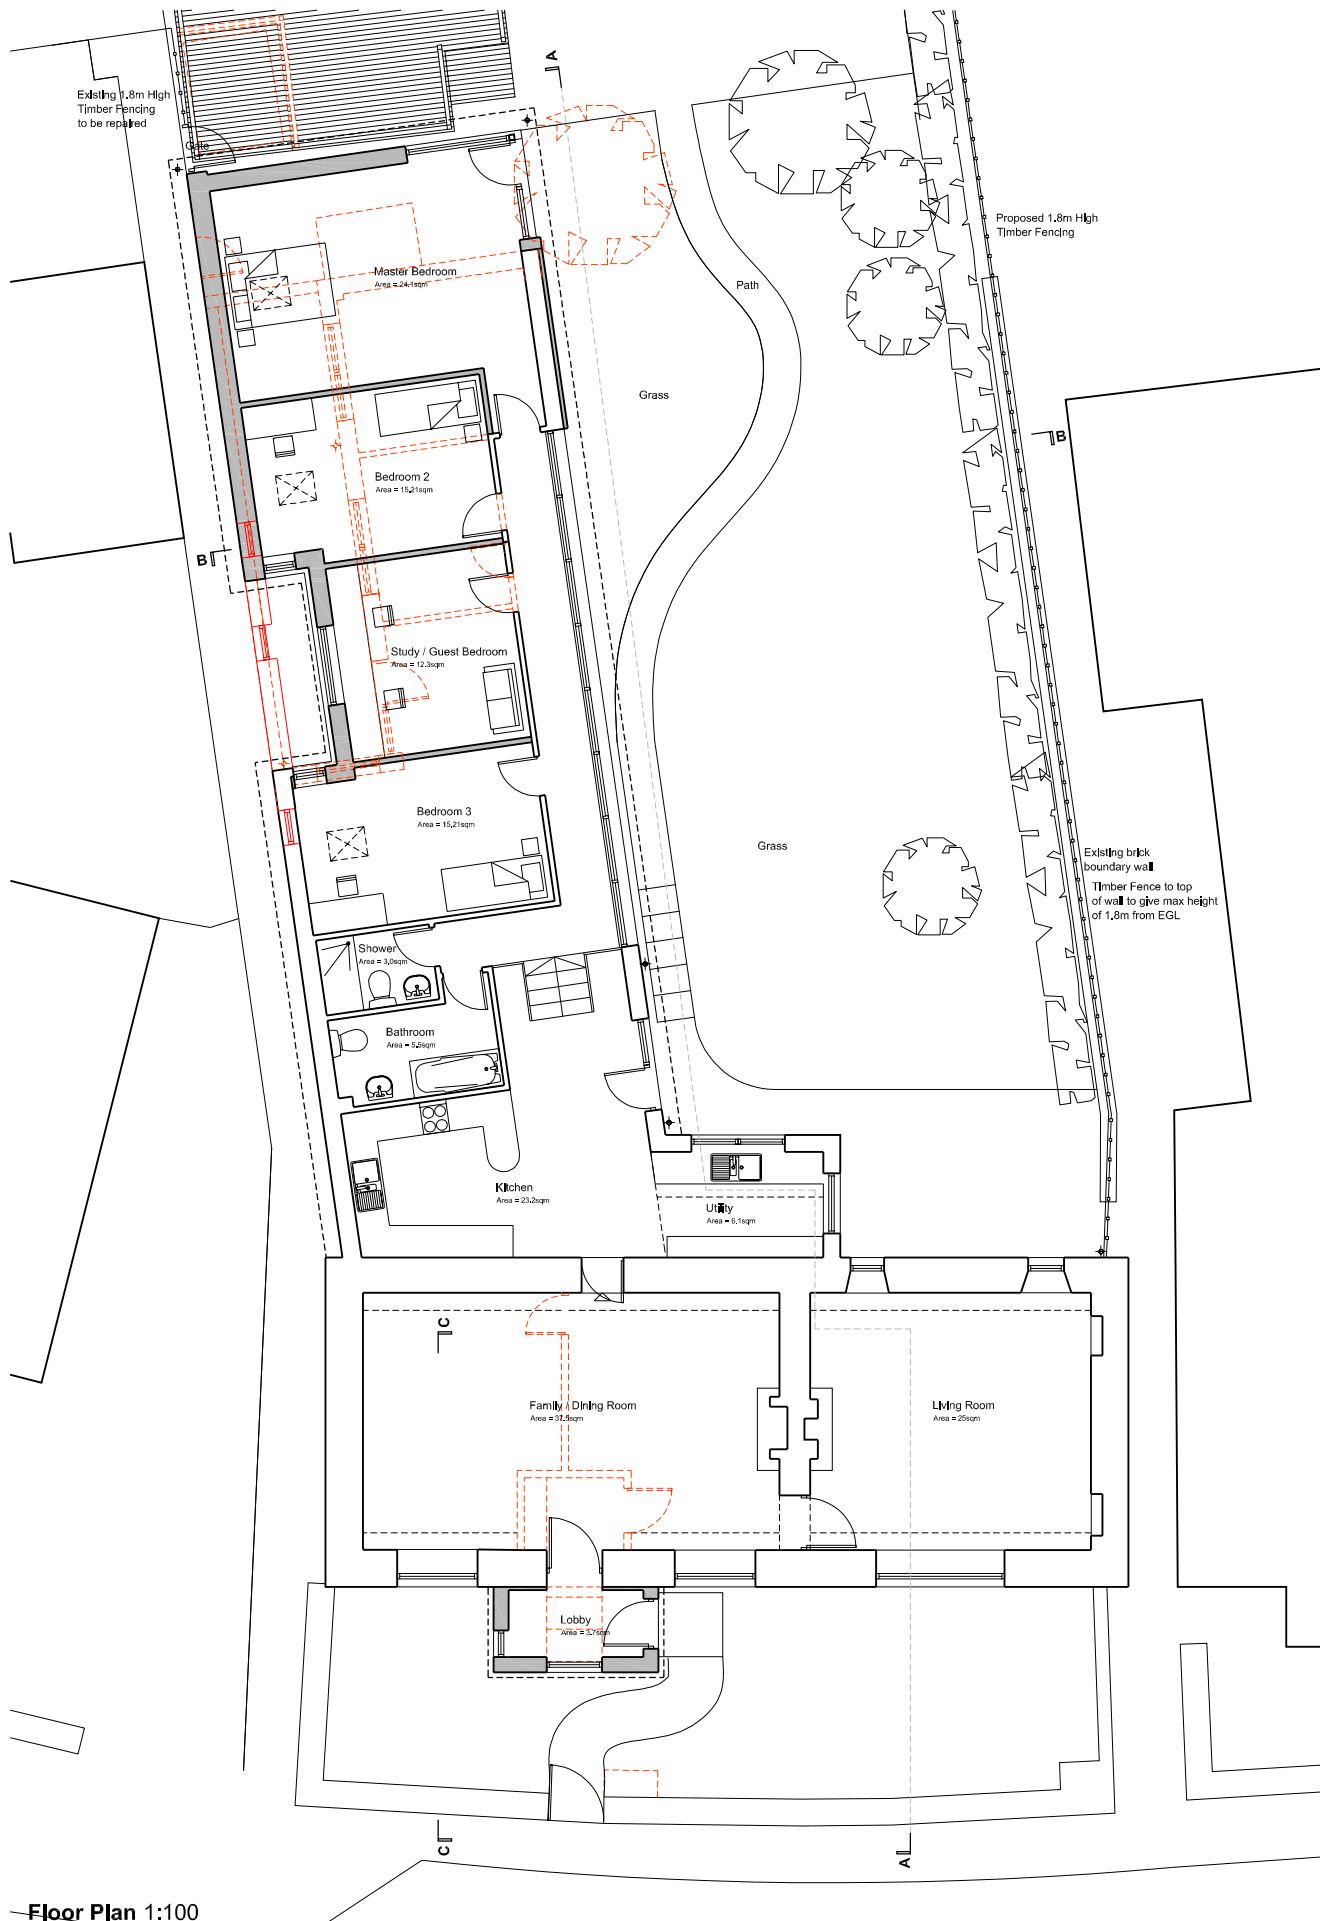 A
Existing 1.8m High
Timber Fencing
to be repaired
Gate
Proposed 1.8m High
Timber Fencing
Master Bedroom
Area = 24.1sqm
Path
Grass
B
Bedroom 2
Area = 15.21sqm
B
Study / Guest Bedroom
Area = 12.3sqm
Bedroom 3
Area = 15.21sqm
Grass
Existing brick
boundary wall
Timber Fence to top
of wall to give max height
of 1.8m from EGL
Shower
Area = 3.0sqm
Bathroom
Area = 5.5sqm
Kitchen
Area = 23.2sqm
Utility
Area = 6.1sqm
C
Family / Dining Room
Area = 37.5sqm
Living Room
Area = 25sqm
Lobby
Area = 3.7sqm
C
A
Floor Plan 1:100